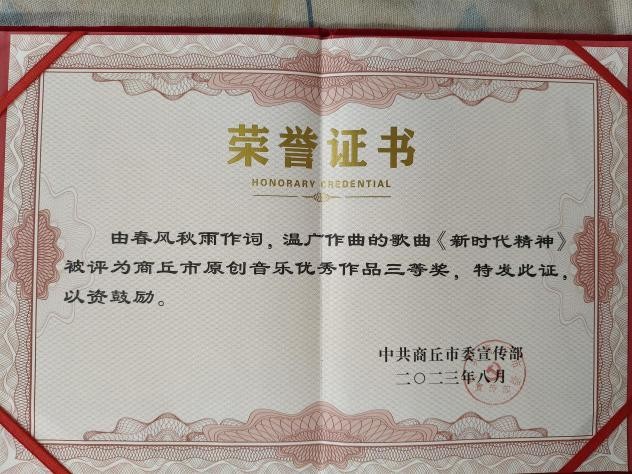 荣誉证书
HONORARY CREDENTIAL
由春风秋雨作词，温广作曲的歌曲《新时代精神》
被评为商丘市原创音乐优秀作品三等奖，特发此证，
以资鼓励。
中共商丘市委宣传部
二〇二三年八月